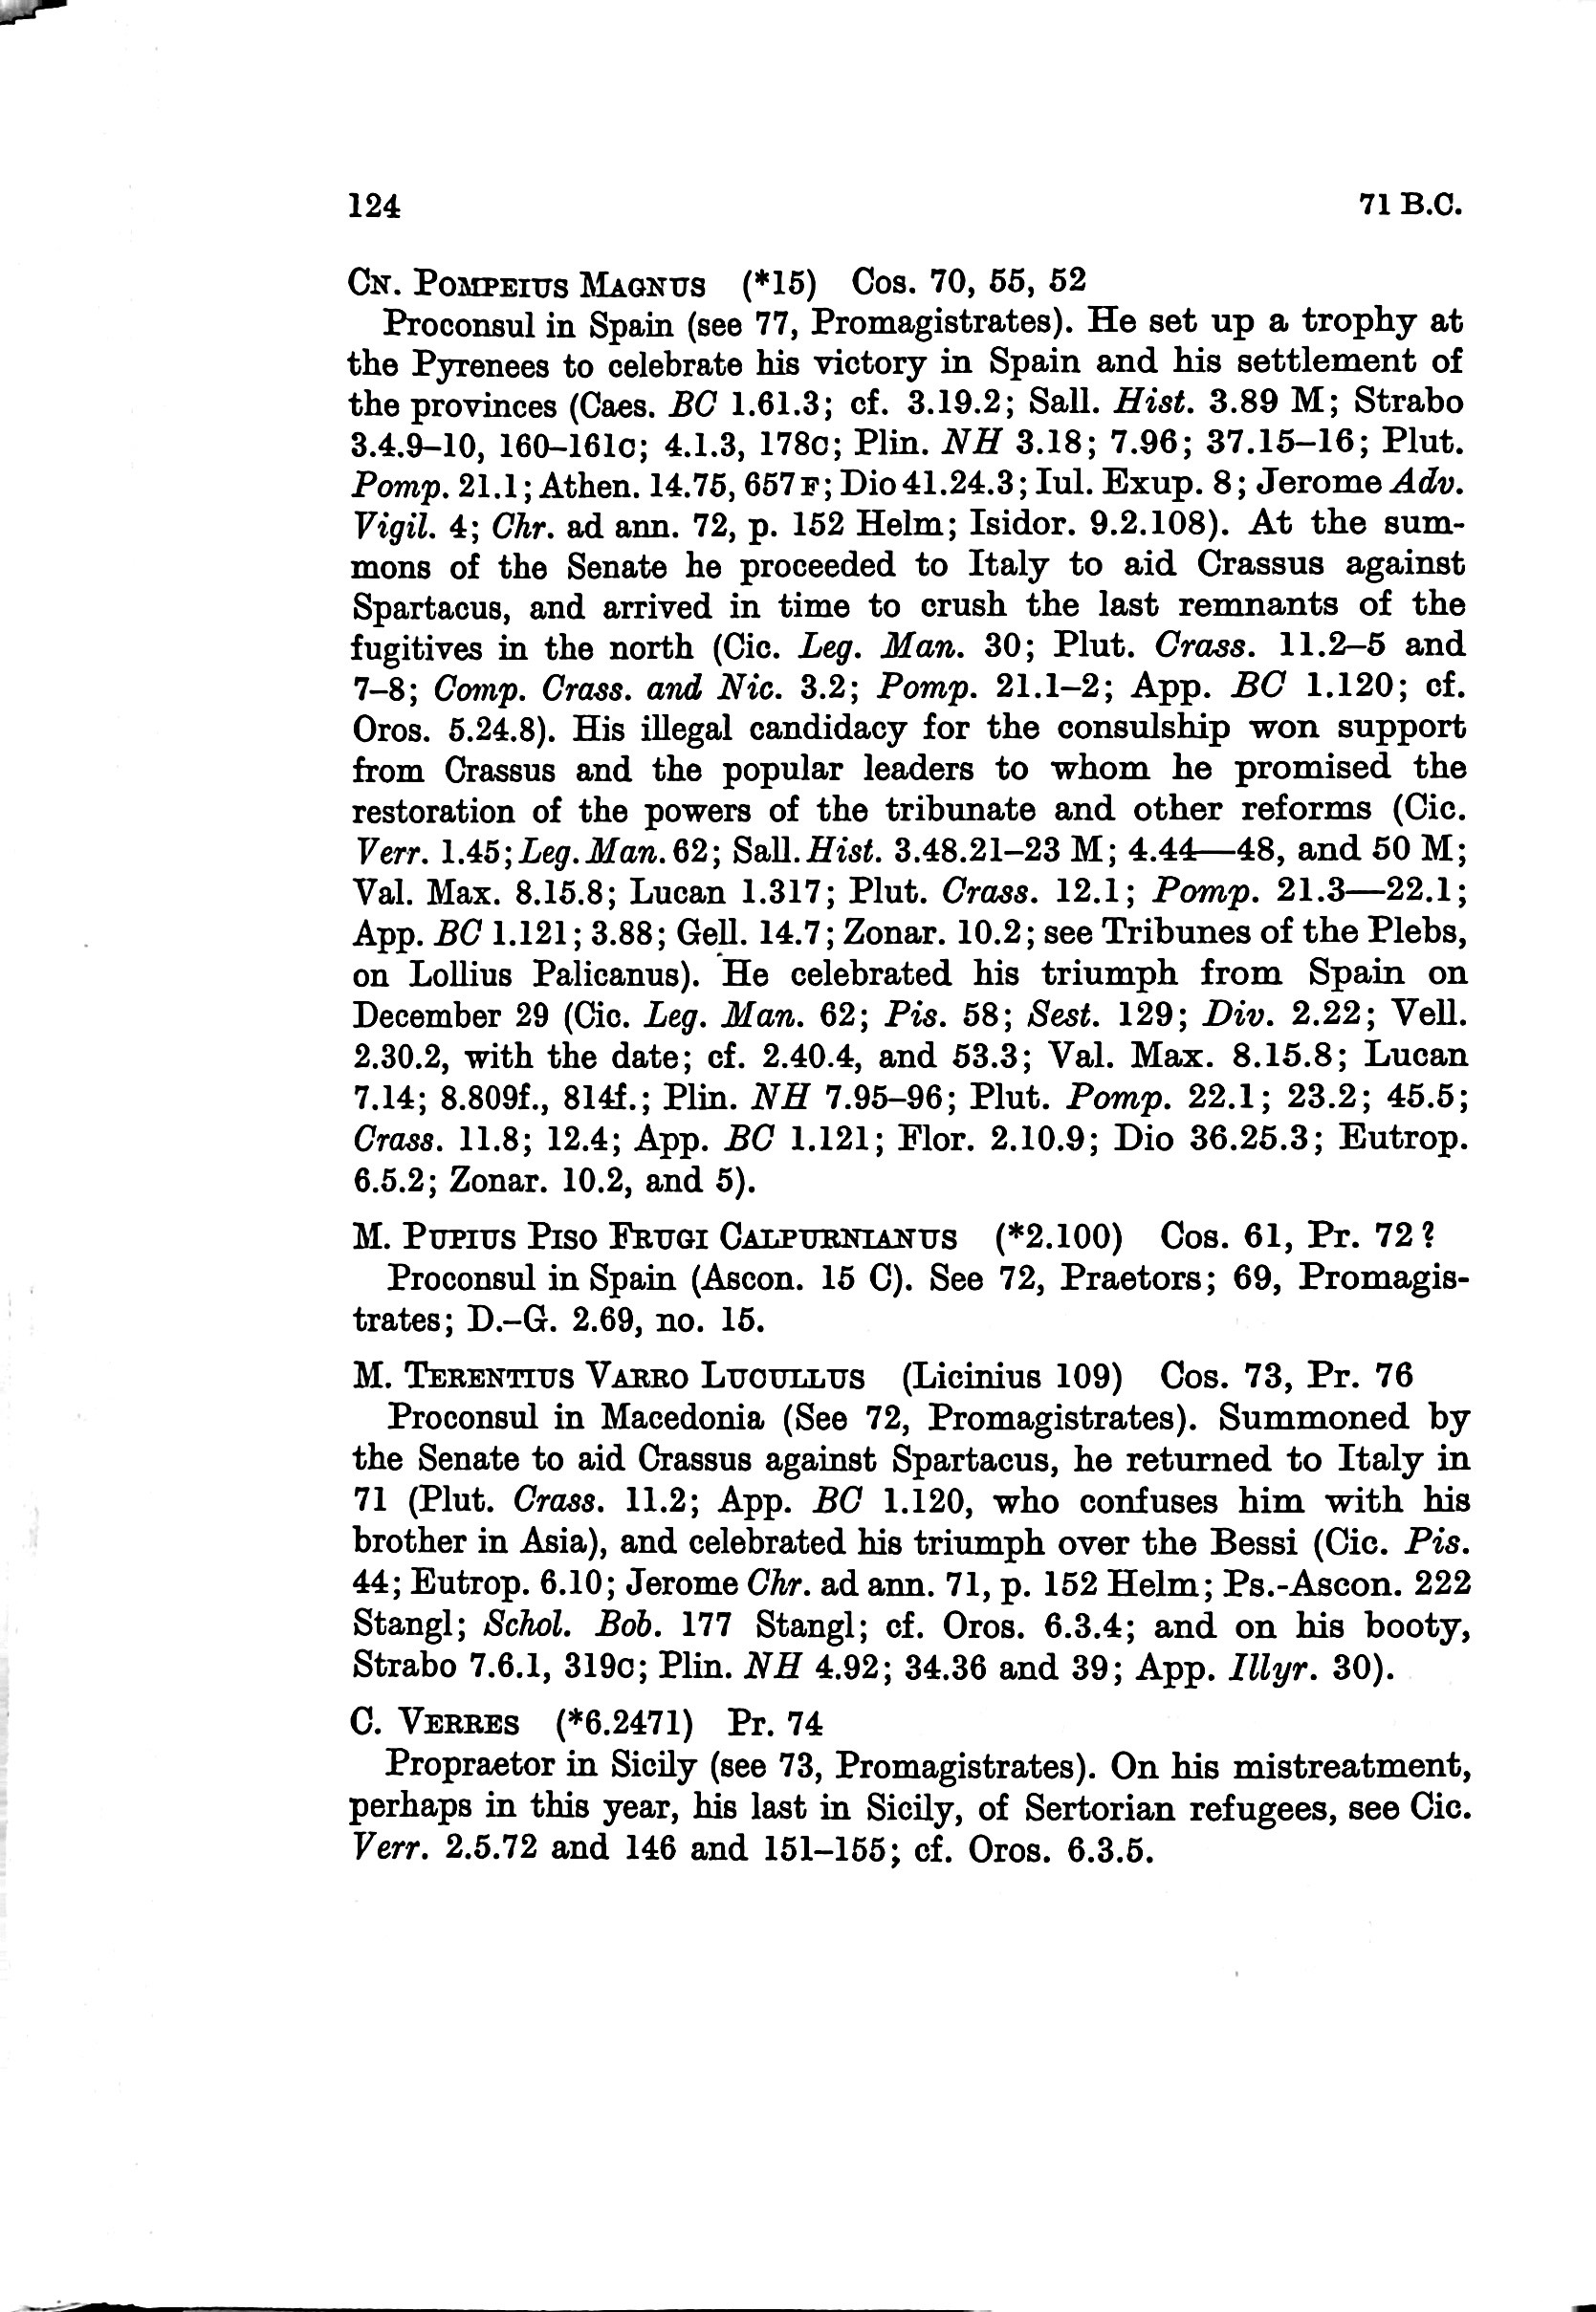 124 71 B.C.
CN. POMPEIUS MAGNUS (*15) Cos. 70, 55, 52
Proconsul in Spain (see 77, Promagistrates). He set up a trophy at
the Pyrenees to celebrate his victory in Spain and his settlement of
the provinces (Caes. BC 1.61.3; cf. 3.19.2; Sall. Hist. 3.89 M; Strabo
3.4.9–10, 160–161C; 4.1.3, 178C; Plin. NH 3.18; 7.96; 37.15–16; Plut.
Pomp. 21.1; Athen. 14.75, 657F; Dio 41.24.3; Iul. Exup. 8; Jerome Adv.
Vigil. 4; Chr. ad ann. 72, p. 152 Helm; Isidor. 9.2.108). At the sum-
mons of the Senate he proceeded to Italy to aid Crassus against
Spartacus, and arrived in time to crush the last remnants of the
fugitives in the north (Cic. Leg. Man. 30; Plut. Crass. 11.2–5 and
7–8; Comp. Crass. and Nic. 3.2; Pomp. 21.1–2; App. BC 1.120; cf.
Oros. 5.24.8). His illegal candidacy for the consulship won support
from Crassus and the popular leaders to whom he promised the
restoration of the powers of the tribunate and other reforms (Cic.
Verr. 1.45; Leg. Man. 62; Sall. Hist. 3.48.21–23 M; 4.44—48, and 50 M;
Val. Max. 8.15.8; Lucan 1.317; Plut. Crass. 12.1; Pomp. 21.3—22.1;
App. BC 1.121; 3.88; Gell. 14.7; Zonar. 10.2; see Tribunes of the Plebs,
on Lollius Palicanus). He celebrated his triumph from Spain on
December 29 (Cic. Leg. Man. 62; Pis. 58; Sest. 129; Div. 2.22; Vell.
2.30.2, with the date; cf. 2.40.4, and 53.3; Val. Max. 8.15.8; Lucan
7.14; 8.809f., 814f.; Plin. NH 7.95–96; Plut. Pomp. 22.1; 23.2; 45.5;
Crass. 11.8; 12.4; App. BC 1.121; Flor. 2.10.9; Dio 36.25.3; Eutrop.
6.5.2; Zonar. 10.2, and 5).
M. PUPIUS PISO FRUGI CALPURNIANUS (*2.100) Cos. 61, Pr. 72?
Proconsul in Spain (Ascon. 15 C). See 72, Praetors; 69, Promagis-
trates; D.–G. 2.69, no. 15.
M. TERENTIUS VARRO LUCULLUS (Licinius 109) Cos. 73, Pr. 76
Proconsul in Macedonia (See 72, Promagistrates). Summoned by
the Senate to aid Crassus against Spartacus, he returned to Italy in
71 (Plut. Crass. 11.2; App. BC 1.120, who confuses him with his
brother in Asia), and celebrated his triumph over the Bessi (Cic. Pis.
44; Eutrop. 6.10; Jerome Chr. ad ann. 71, p. 152 Helm; Ps.-Ascon. 222
Stangl; Schol. Bob. 177 Stangl; cf. Oros. 6.3.4; and on his booty,
Strabo 7.6.1, 319C; Plin. NH 4.92; 34.36 and 39; App. Illyr. 30).
C. VERRES (*6.2471) Pr. 74
Propraetor in Sicily (see 73, Promagistrates). On his mistreatment,
perhaps in this year, his last in Sicily, of Sertorian refugees, see Cic.
Verr. 2.5.72 and 146 and 151–155; cf. Oros. 6.3.5.